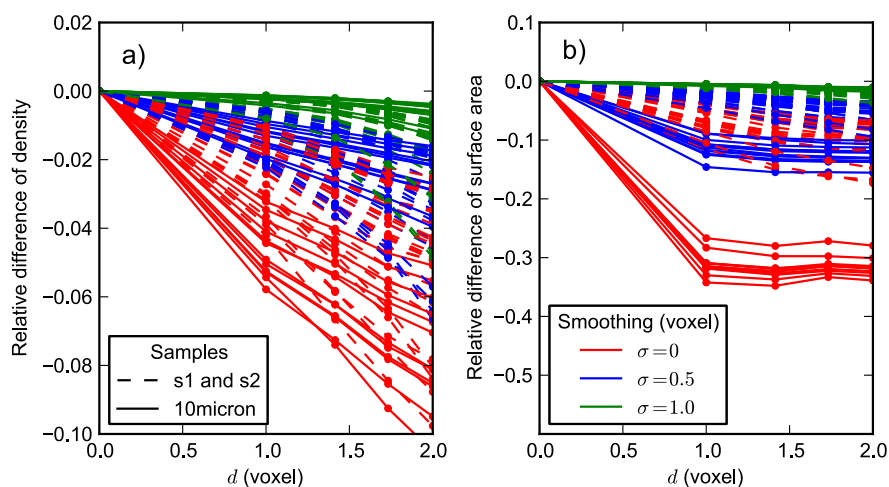 a)
Relative difference of density
0.02
0.00
−0.02
−0.04
−0.06
−0.08
−0.10
Samples
s1 and s2
10micron
0.0 0.5 1.0 1.5 2.0
d (voxel)
b)
Relative difference of surface area
0.1
0.0
−0.1
−0.2
−0.3
−0.4
−0.5
Smoothing (voxel)
σ=0
σ=0.5
σ=1.0
0.0 0.5 1.0 1.5 2.0
d (voxel)